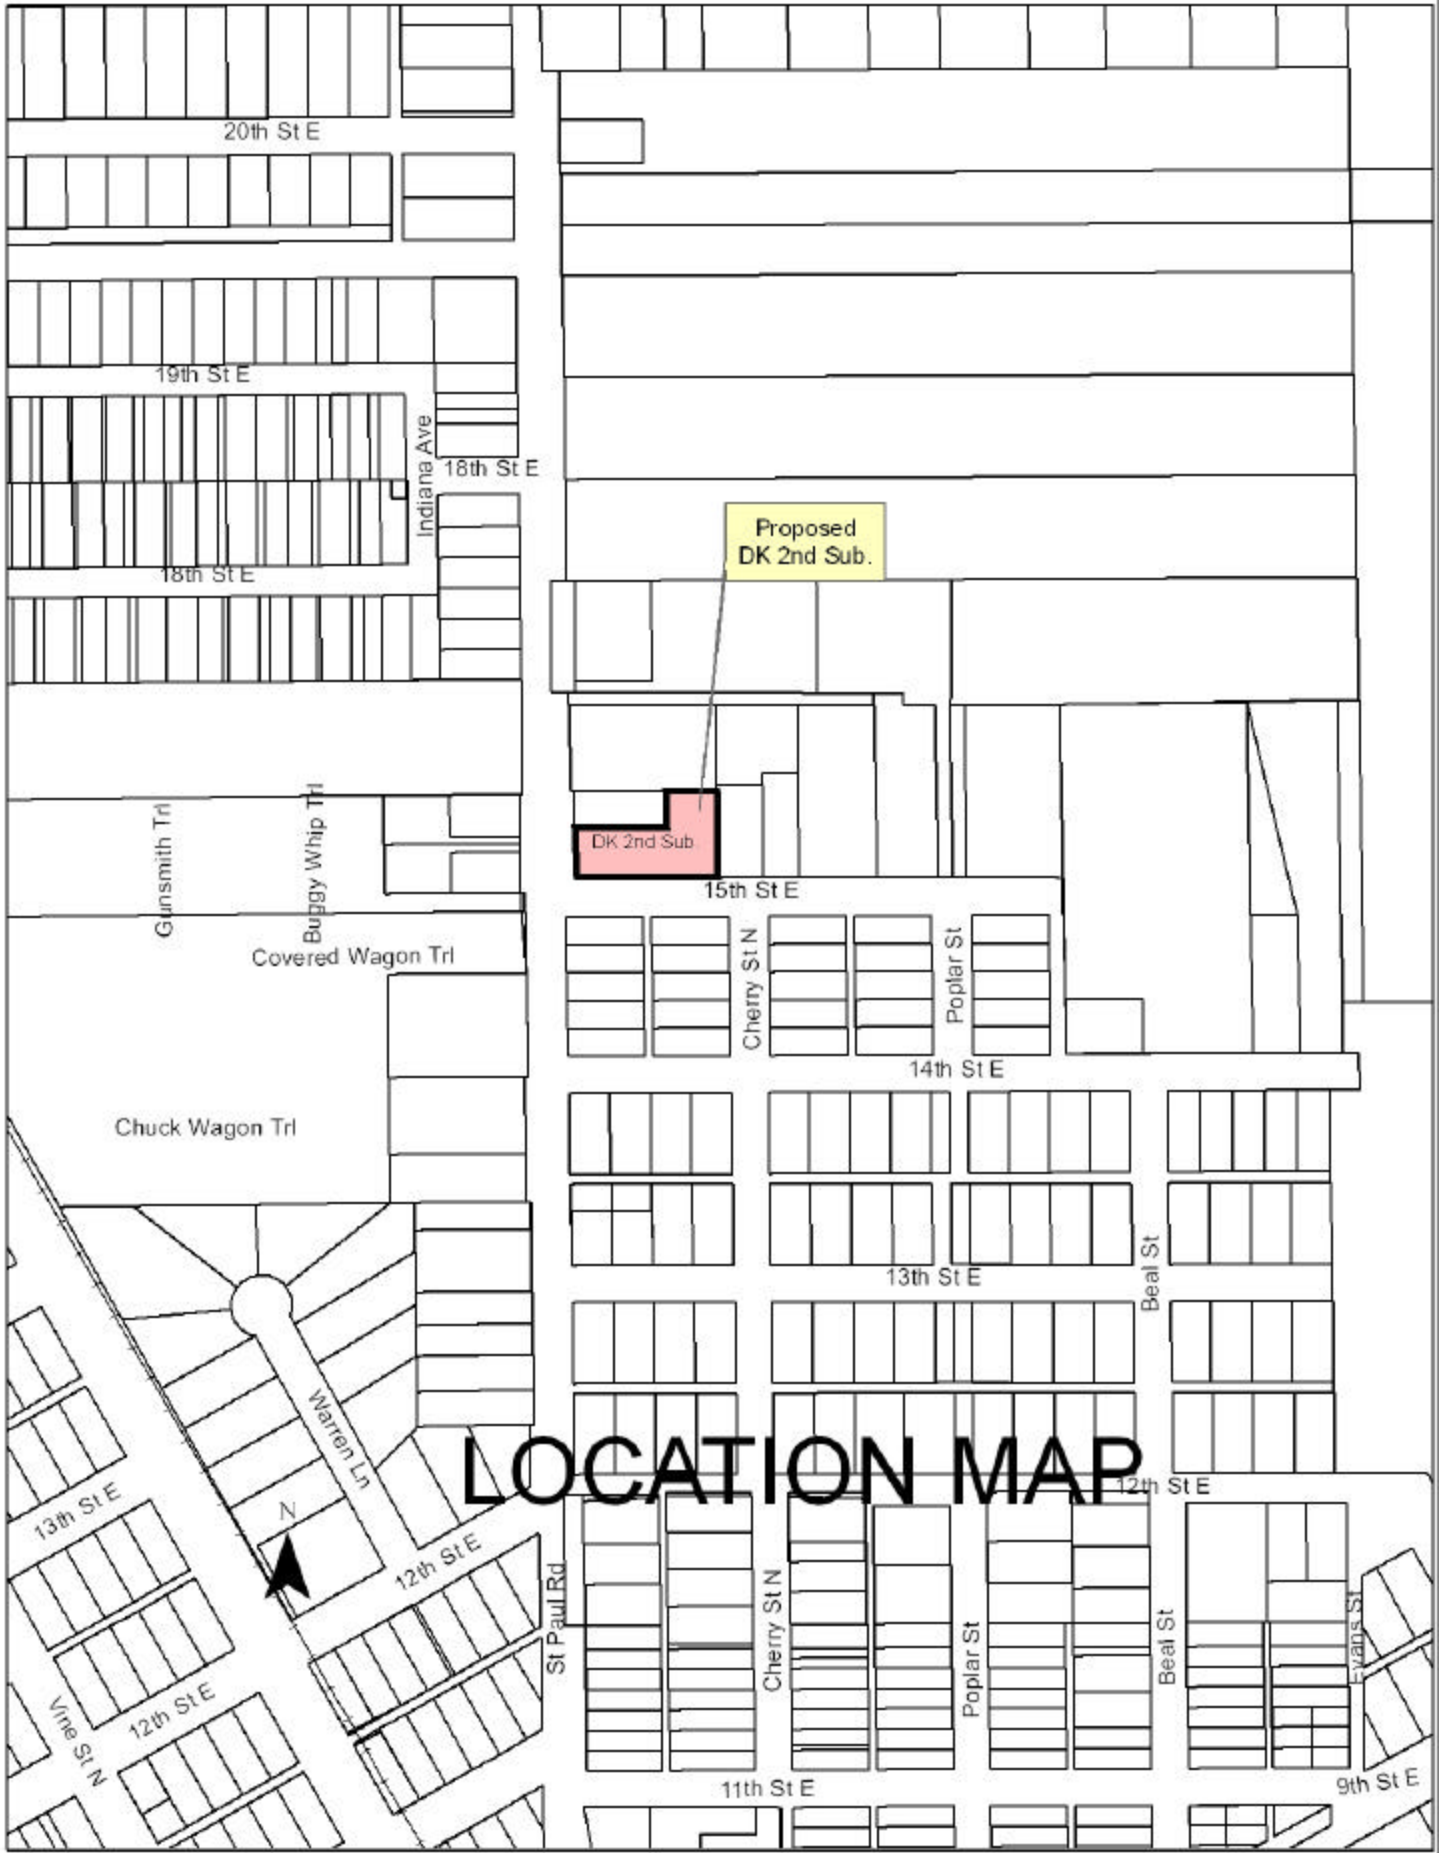 20th St E
19th St E
Indiana Ave
18th St E
Proposed
DK 2nd Sub.
18th St E
Gunsmith Trl
Buggy Whip Trl
DK 2nd Sub.
15th St E
Covered Wagon Trl
Cherry St N
Poplar St
14th St E
Chuck Wagon Trl
13th St E
Beal St
Warren Ln
LOCATION MAP
12th St E
13th St E
N
12th St E
St Paul Rd
Cherry St N
Poplar St
Beal St
Evans St
Vine St N
12th St E
11th St E
9th St E